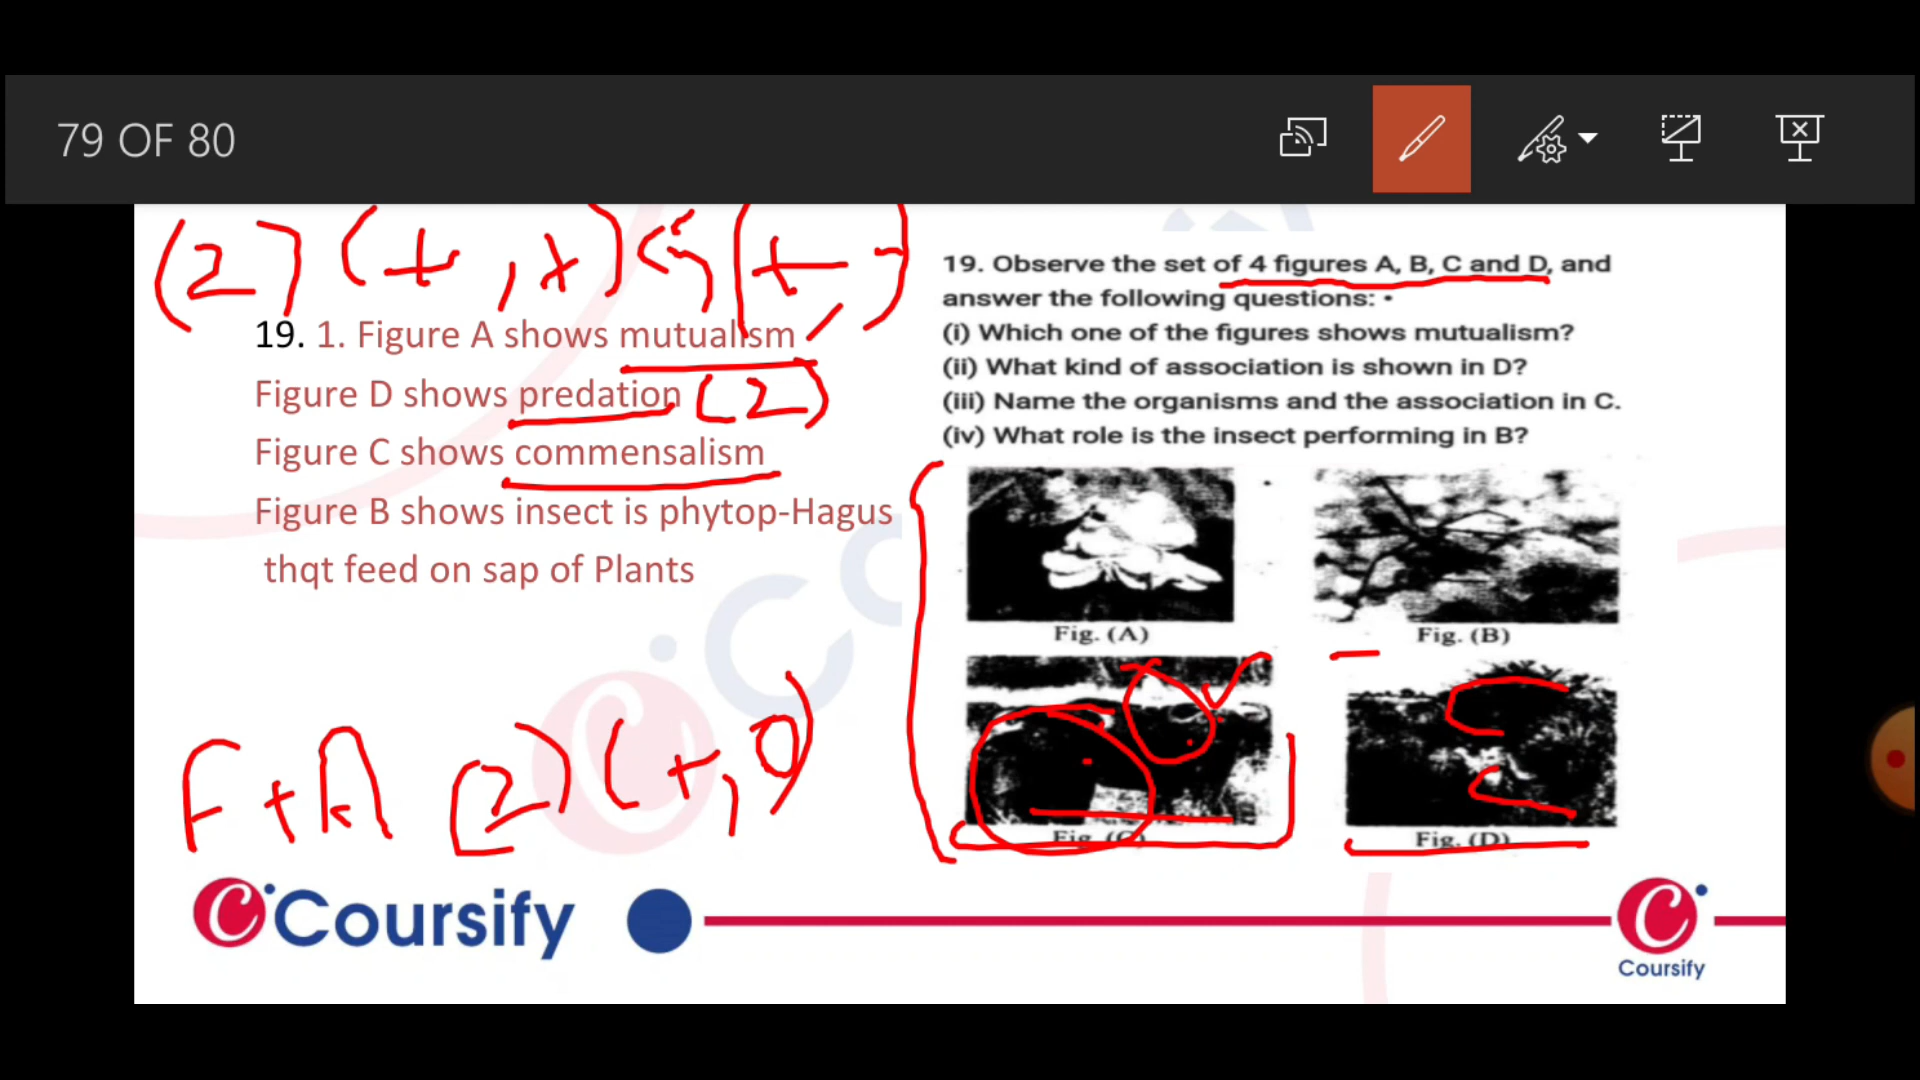 79 OF 80
(2) (+,+) (+,-)
19. 1. Figure A shows mutualism
Figure D shows predation (2)
Figure C shows commensalism
Figure B shows insect is phytop-Hagus
thqt feed on sap of Plants
F+A (2) (+,0)
19. Observe the set of 4 figures A, B, C and D, and
answer the following questions: •
(i) Which one of the figures shows mutualism?
(ii) What kind of association is shown in D?
(iii) Name the organisms and the association in C.
(iv) What role is the insect performing in B?
Fig. (A)
Fig. (B)
Fig. (C)
Fig. (D)
Coursify
Coursify